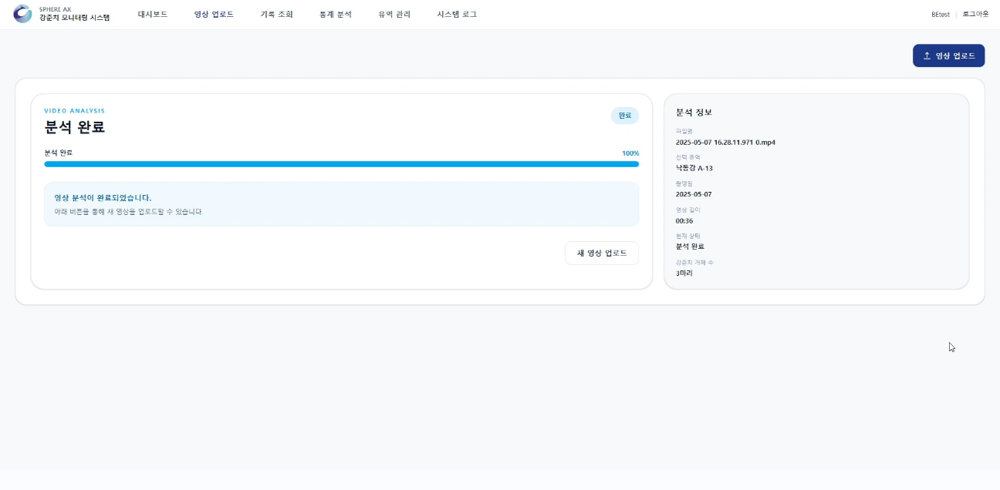 SPHERE AX
강준치 모니터링 시스템
대시보드
영상 업로드
기록 조회
통계 분석
유역 관리
시스템 로그
BEtest
로그아웃
영상 업로드
VIDEO ANALYSIS
분석 완료
완료
분석 완료
100%
영상 분석이 완료되었습니다.
아래 버튼을 통해 새 영상을 업로드할 수 있습니다.
새 영상 업로드
분석 정보
파일명
2025-05-07 16.28.11.971 0.mp4
선택 유역
낙동강 A-13
촬영일
2025-05-07
영상 길이
00:36
현재 상태
분석 완료
강준치 개체 수
3마리